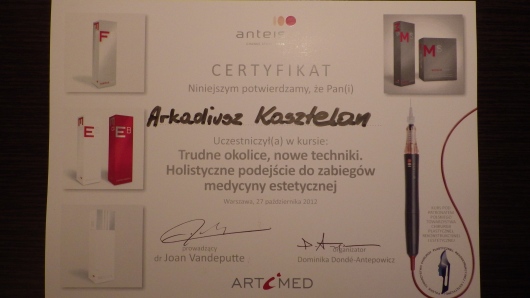 anteis
CERTYFIKAT
Niniejszym potwierdzamy, że Pan(i)
Arkadiusz Kasztelan
Uczestniczył(a) w kursie:
Trudne okolice, nowe techniki.
Holistyczne podejście do zabiegów
medycyny estetycznej
Warszawa, 27 października 2012
prowadzący
dr Joan Vandeputte
organizator
Dominika Dondé-Antepowicz
ARTIMED
F
M
E
E B